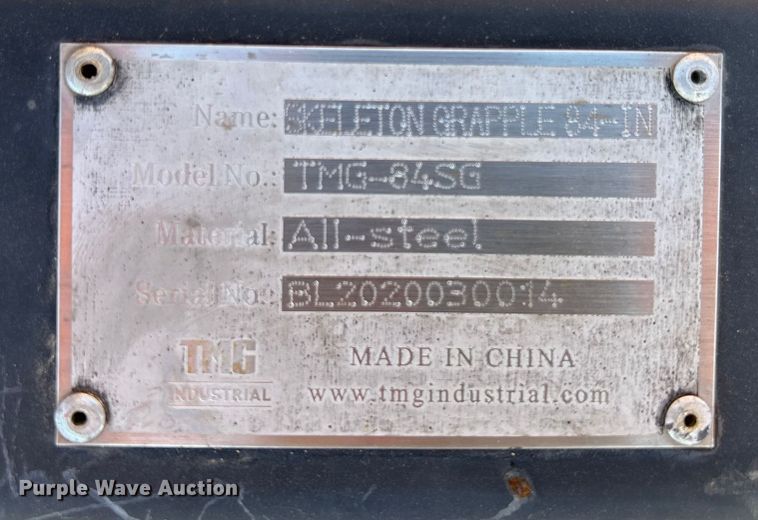 Name: SKELETON GRAPPLE 84-IN
Model No.: TMG-84SG
Material: All-steel
Serial No.: BL2020030014
TMG MADE IN CHINA
INDUSTRIAL www.tmgindustrial.com
Purple Wave Auction